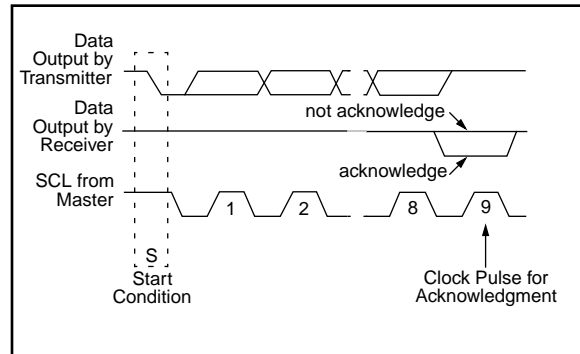 Data
Output by
Transmitter
Data
Output by
Receiver
not acknowledge
acknowledge
SCL from
Master
1
2
8
9
S
Start
Condition
Clock Pulse for
Acknowledgment